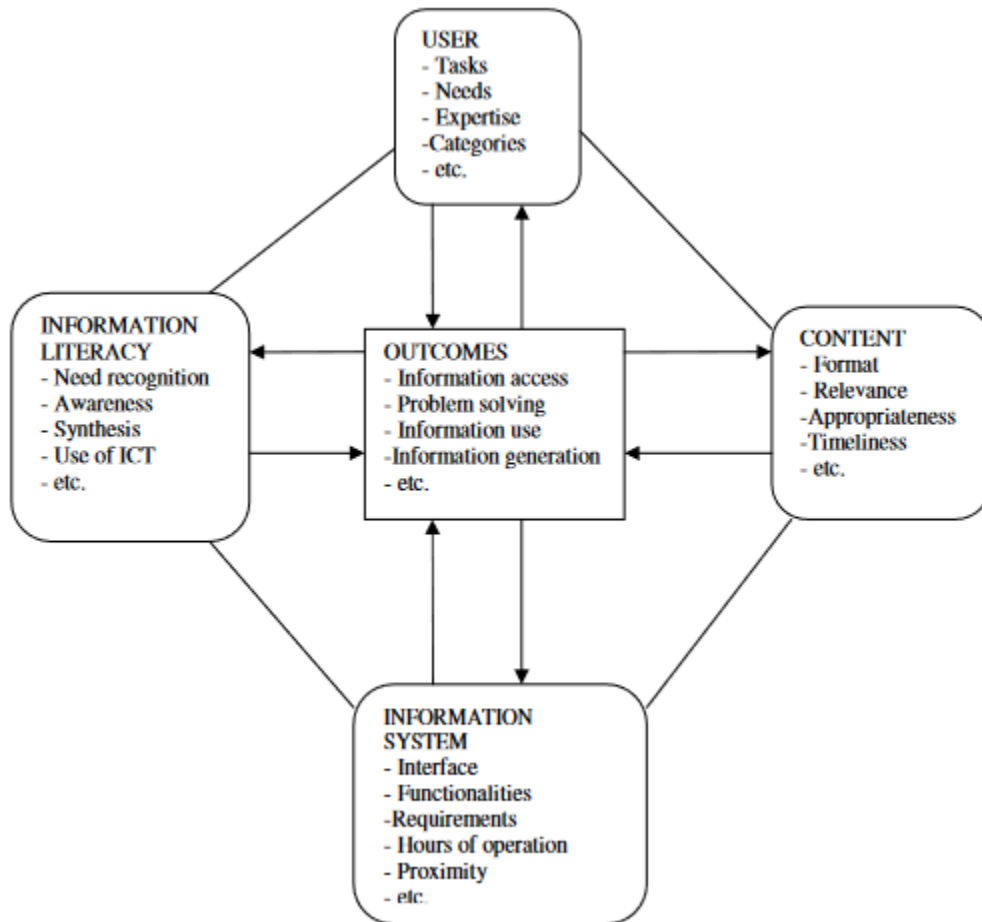 USER
- Tasks
- Needs
- Expertise
-Categories
- etc.
INFORMATION
LITERACY
- Need recognition
- Awareness
- Synthesis
- Use of ICT
- etc.
OUTCOMES
- Information access
- Problem solving
- Information use
-Information generation
- etc.
CONTENT
- Format
- Relevance
-Appropriateness
-Timeliness
- etc.
INFORMATION
SYSTEM
- Interface
- Functionalities
-Requirements
- Hours of operation
- Proximity
- etc.